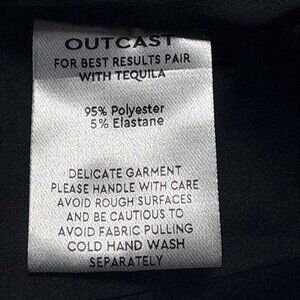 OUTCAST
FOR BEST RESULTS PAIR
WITH TEQUILA
95% Polyester
5% Elastane
DELICATE GARMENT
PLEASE HANDLE WITH CARE
AVOID ROUGH SURFACES
AND BE CAUTIOUS TO
AVOID FABRIC PULLING
COLD HAND WASH
SEPARATELY